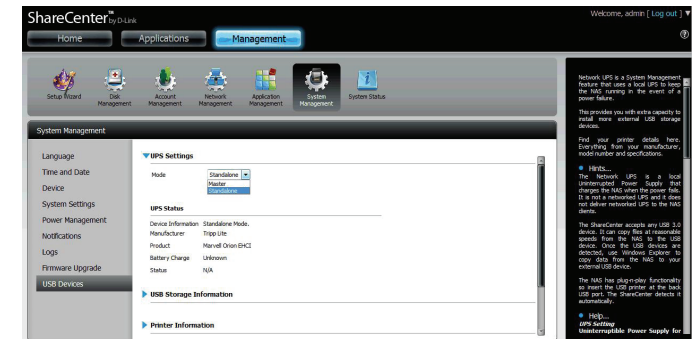 ShareCenter™ by D-Link
Welcome, admin [ Log out ]
Home
Applications
Management
Setup Wizard
Disk
Management
Account
Management
Network
Management
Application
Management
System
Management
System Status
System Management
Language
Time and Date
Device
System Settings
Power Management
Notifications
Logs
Firmware Upgrade
USB Devices
UPS Settings
Mode Standalone
Master
Standalone
UPS Status
Device Information Standalone Mode.
Manufacturer Tripp Lite
Product Marvell Orion EHCI
Battery Charge Unknown
Status N/A
USB Storage Information
Printer Information
Network UPS is a System Management
feature that uses a local UPS to keep
the NAS running in the event of a
power failure.
This provides you with extra capacity to
install more external USB storage
devices.
Find your printer details here.
Everything from your manufacturer,
model number and specifications.
Hints...
The Network UPS is a local
Uninterrupted Power Supply that
charges the NAS when the power fails.
It is not a networked UPS and it does
not deliver networked UPS to the NAS
clients.
The ShareCenter accepts any USB 3.0
device. It can copy files at reasonable
speeds from the NAS to the USB
device. Once the USB devices are
detected, use Windows Explorer to
copy data from the NAS to your
external USB device.
The NAS has plug-n-play functionality
so insert the USB printer at the back
USB port. The ShareCenter detects it
automatically.
Help...
UPS Setting
Uninterruptible Power Supply for